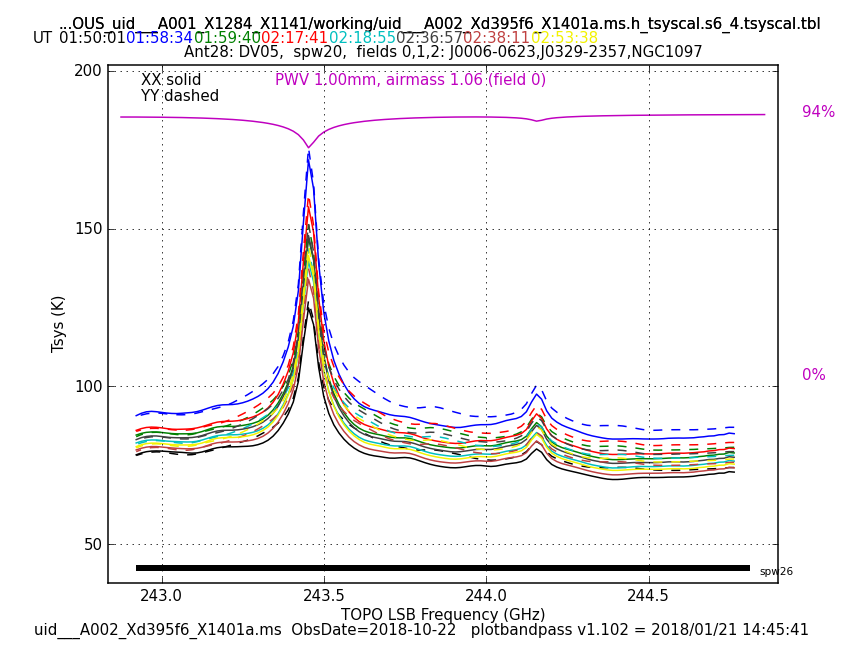 ...OUS_uid___A001_X1284_X1141/working/uid___A002_Xd395f6_X1401a.ms.h_tsyscal.s6_4.tsyscal.tbl
UT 01:50:01 01:58:34 01:59:40 02:17:41 02:18:55 02:36:57 02:38:11 02:53:38
Ant28: DV05, spw20, fields 0,1,2: J0006-0623,J0329-2357,NGC1097
200
XX solid
PWV 1.00mm, airmass 1.06 (field 0)
YY dashed
94%
150
Tsys (K)
100
0%
50
spw26
243.0 243.5 244.0 244.5
TOPO LSB Frequency (GHz)
uid___A002_Xd395f6_X1401a.ms ObsDate=2018-10-22 plotbandpass v1.102 = 2018/01/21 14:45:41